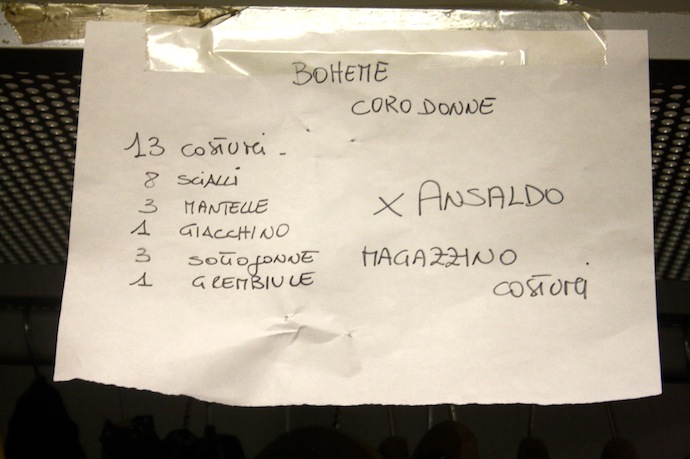 BOHEME
CORO DONNE
13 COSTUMI -
8 SCIALLI
3 MANTELLE
1 GIACCHINO
3 SOTTOGONNE
1 GREMBIULE
X ANSALDO
MAGAZZINO
COSTUMI